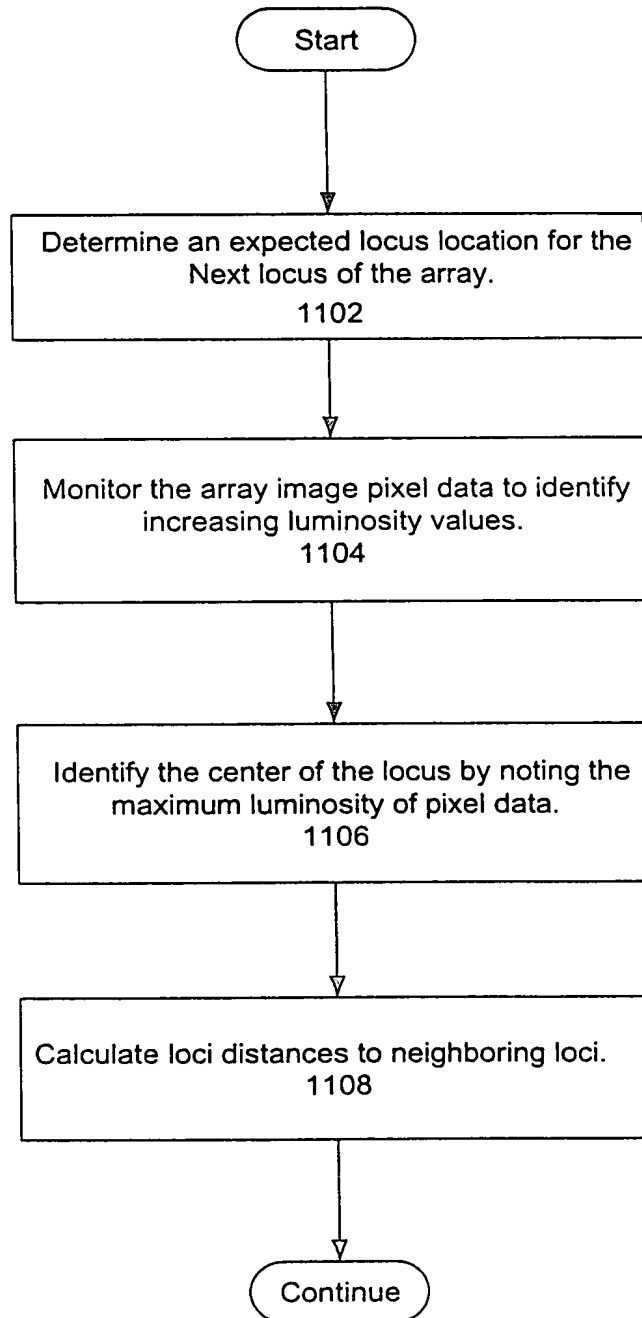 Start
Determine an expected locus location for the
Next locus of the array.
1102
Monitor the array image pixel data to identify
increasing luminosity values.
1104
Identify the center of the locus by noting the
maximum luminosity of pixel data.
1106
Calculate loci distances to neighboring loci.
1108
Continue